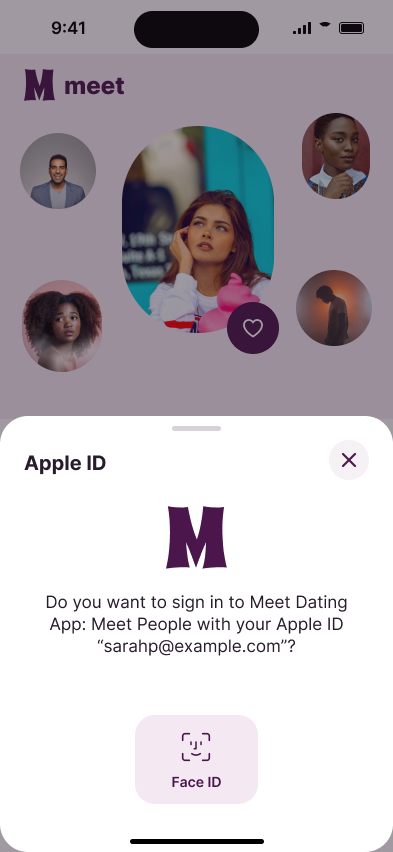 9:41
M meet
Apple ID
M
Do you want to sign in to Meet Dating
App: Meet People with your Apple ID
“sarahp@example.com”?
Face ID